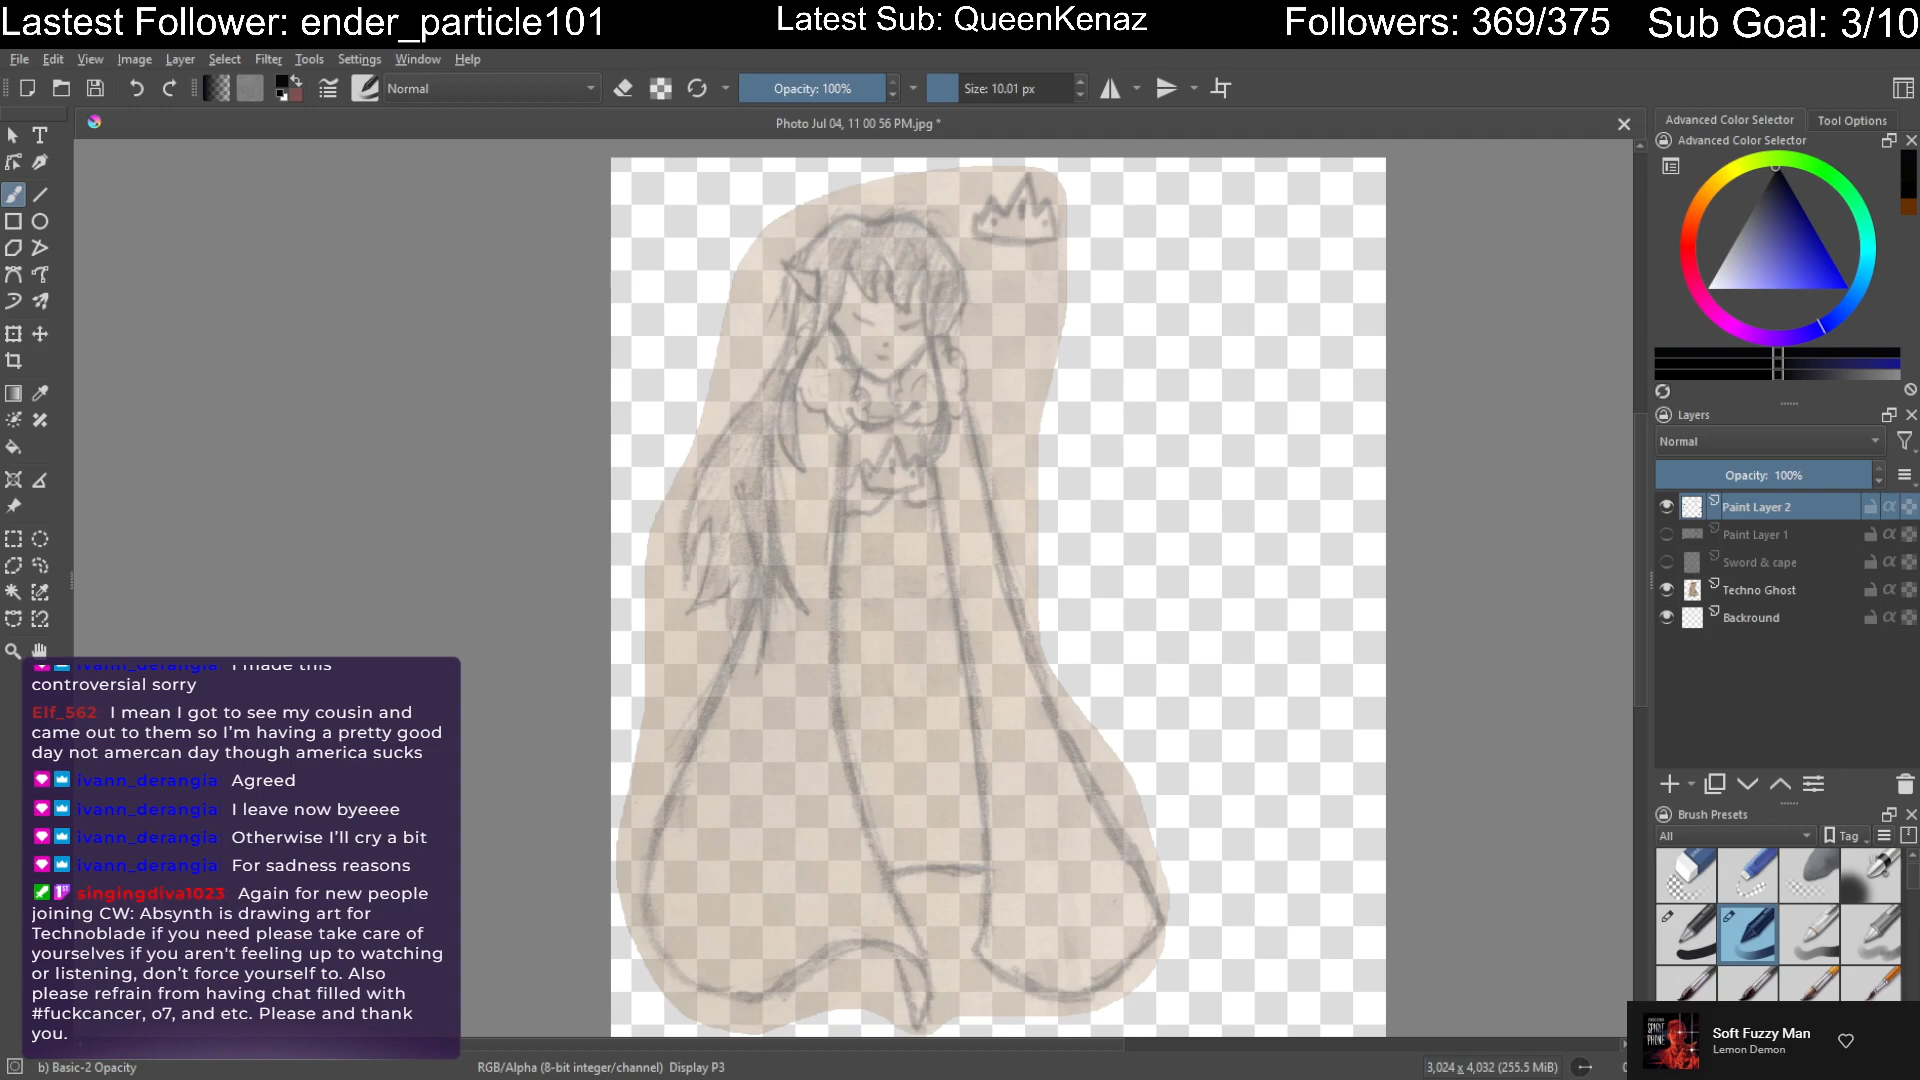 Lastest Follower: ender_particle101
Latest Sub: QueenKenaz
Followers: 369/375
Sub Goal: 3/10
File Edit View Image Layer Select Filter Tools Settings Window Help
Normal
Opacity: 100%
Size: 10.01 px
Photo Jul 04, 11 00 56 PM.jpg *
Advanced Color Selector
Tool Options
Advanced Color Selector
Layers
Normal
Opacity: 100%
Paint Layer 2
Paint Layer 1
Sword & cape
Techno Ghost
Backround
Brush Presets
All
Tag
ivann_derangia: I made this
controversial sorry
Elf_562: I mean I got to see my cousin and
came out to them so I'm having a pretty good
day not amercan day though america sucks
ivann_derangia: Agreed
ivann_derangia: I leave now byeeee
ivann_derangia: Otherwise I'll cry a bit
ivann_derangia: For sadness reasons
singingdiva1023: Again for new people
joining CW: Absynth is drawing art for
Technoblade if you need please take care of
yourselves if you aren't feeling up to watching
or listening, don't force yourself to. Also
please refrain from having chat filled with
#fuckcancer, o7, and etc. Please and thank
you.
Soft Fuzzy Man
Lemon Demon
b) Basic-2 Opacity
RGB/Alpha (8-bit integer/channel) Display P3
3,024 x 4,032 (255.5 MiB)